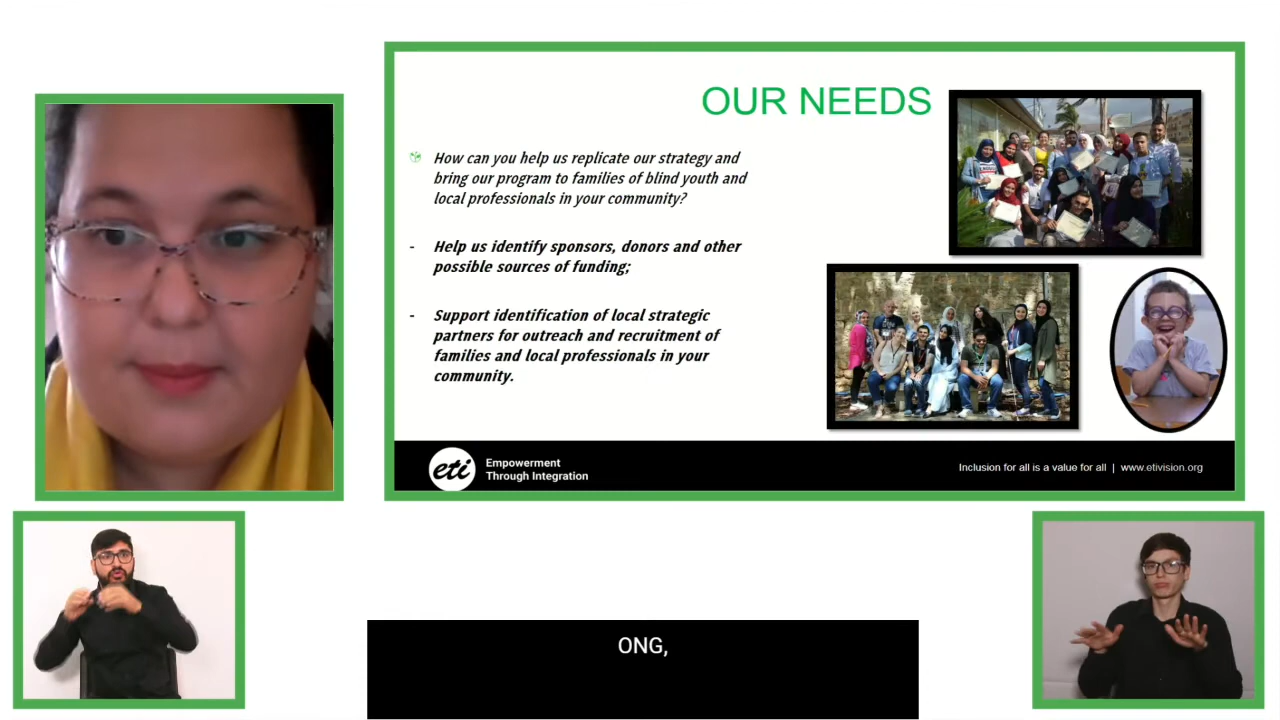 OUR NEEDS
How can you help us replicate our strategy and
bring our program to families of blind youth and
local professionals in your community?
- Help us identify sponsors, donors and other
possible sources of funding;
- Support identification of local strategic
partners for outreach and recruitment of
families and local professionals in your
community.
eti
Empowerment
Through Integration
Inclusion for all is a value for all | www.etivision.org
ONG,